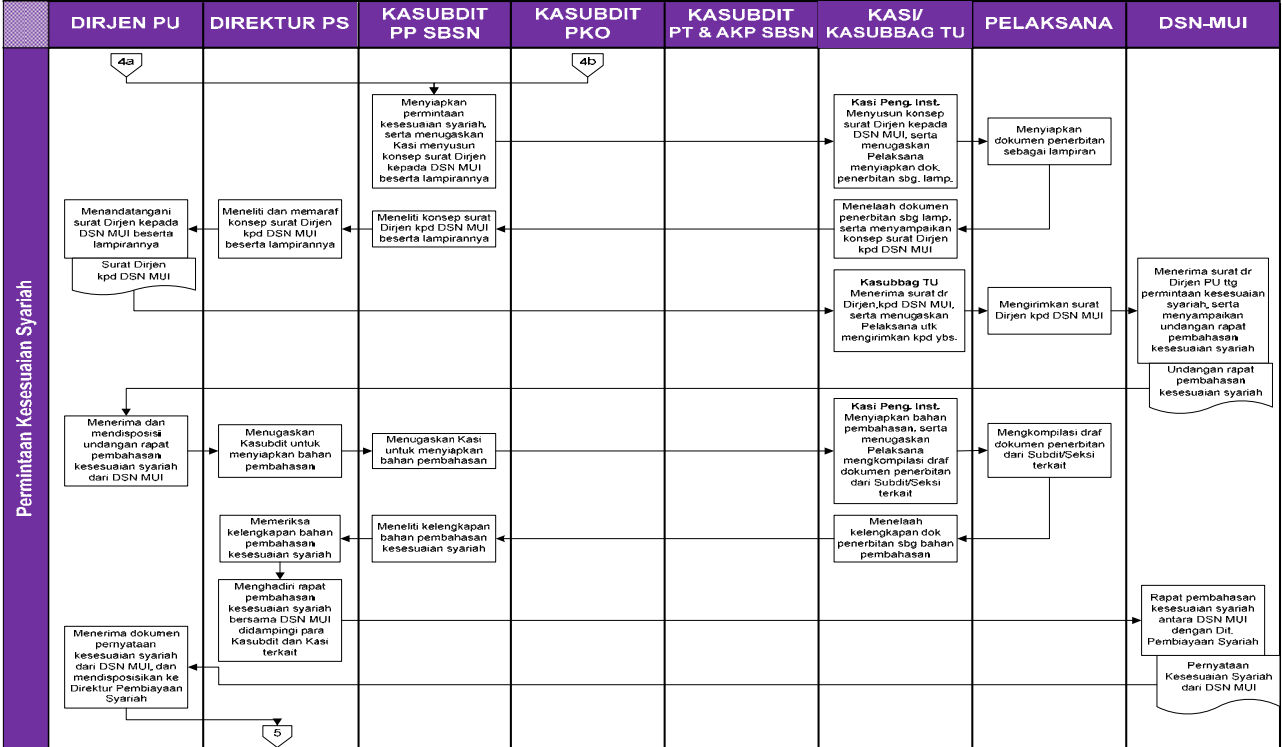 DIRJEN PU
DIREKTUR PS
KASUBDIT
PP SBSN
KASUBDIT
PKO
KASUBDIT
PT & AKP SBSN
KASI/
KASUBBAG TU
PELAKSANA
DSN-MUI
Permintaan Kesesuaian Syariah
4a
4b
Menyiapkan
permintaan
kesesuaian syariah,
serta menugaskan
Kasi menyusun
konsep surat Dirjen
kepada DSN MUI
beserta lampirannya
Kasi Peng. Inst.
Menyusun konsep
surat Dirjen kepada
DSN MUI, serta
menugaskan
Pelaksana
menyiapkan dok.
penerbitan sbg. lamp.
Menyiapkan
dokumen penerbitan
sebagai lampiran
Menandatangani
surat Dirjen kepada
DSN MUI beserta
lampirannya
Surat Dirjen
kpd DSN MUI
Meneliti dan memaraf
konsep surat Dirjen
kpd DSN MUI
beserta lampirannya
Meneliti konsep surat
Dirjen kpd DSN MUI
beserta lampirannya
Menelaah dokumen
penerbitan sbg lamp.
serta menyampaikan
konsep surat Dirjen
kpd DSN MUI
Kasubbag TU
Menerima surat dr
Dirjen,kpd DSN MUI,
serta menugaskan
Pelaksana utk
mengirimkan kpd ybs.
Mengirimkan surat
Dirjen kpd DSN MUI
Menerima surat dr
Dirjen PU ttg
permintaan kesesuaian
syariah, serta
menyampaikan
undangan rapat
pembahasan
kesesuaian syariah
Undangan rapat
pembahasan
kesesuaian syariah
Menerima dan
mendisposisi
undangan rapat
pembahasan
kesesuaian syariah
dari DSN MUI
Menugaskan
Kasubdit untuk
menyiapkan bahan
pembahasan
Menugaskan Kasi
untuk menyiapkan
bahan pembahasan
Kasi Peng. Inst.
Menyiapkan bahan
pembahasan, serta
menugaskan
Pelaksana
mengkompilasi draf
dokumen penerbitan
dari Subdit/Seksi
terkait
Mengkompilasi draf
dokumen penerbitan
dari Subdit/Seksi
terkait
Memeriksa
kelengkapan bahan
pembahasan
kesesuaian syariah
Meneliti kelengkapan
bahan pembahasan
kesesuaian syariah
Menelaah
kelengkapan dok
penerbitan sbg bahan
pembahasan
Menghadiri rapat
pembahasan
kesesuaian syariah
bersama DSN MUI
didampingi para
Kasubdit dan Kasi
terkait
Rapat pembahasan
kesesuaian syariah
antara DSN MUI
dengan Dit.
Pembiayaan Syariah
Pernyataan
Kesesuaian Syariah
dari DSN MUI
Menerima dokumen
pernyataan
kesesuaian syariah
dari DSN MUI, dan
mendisposisikan ke
Direktur Pembiayaan
Syariah
5